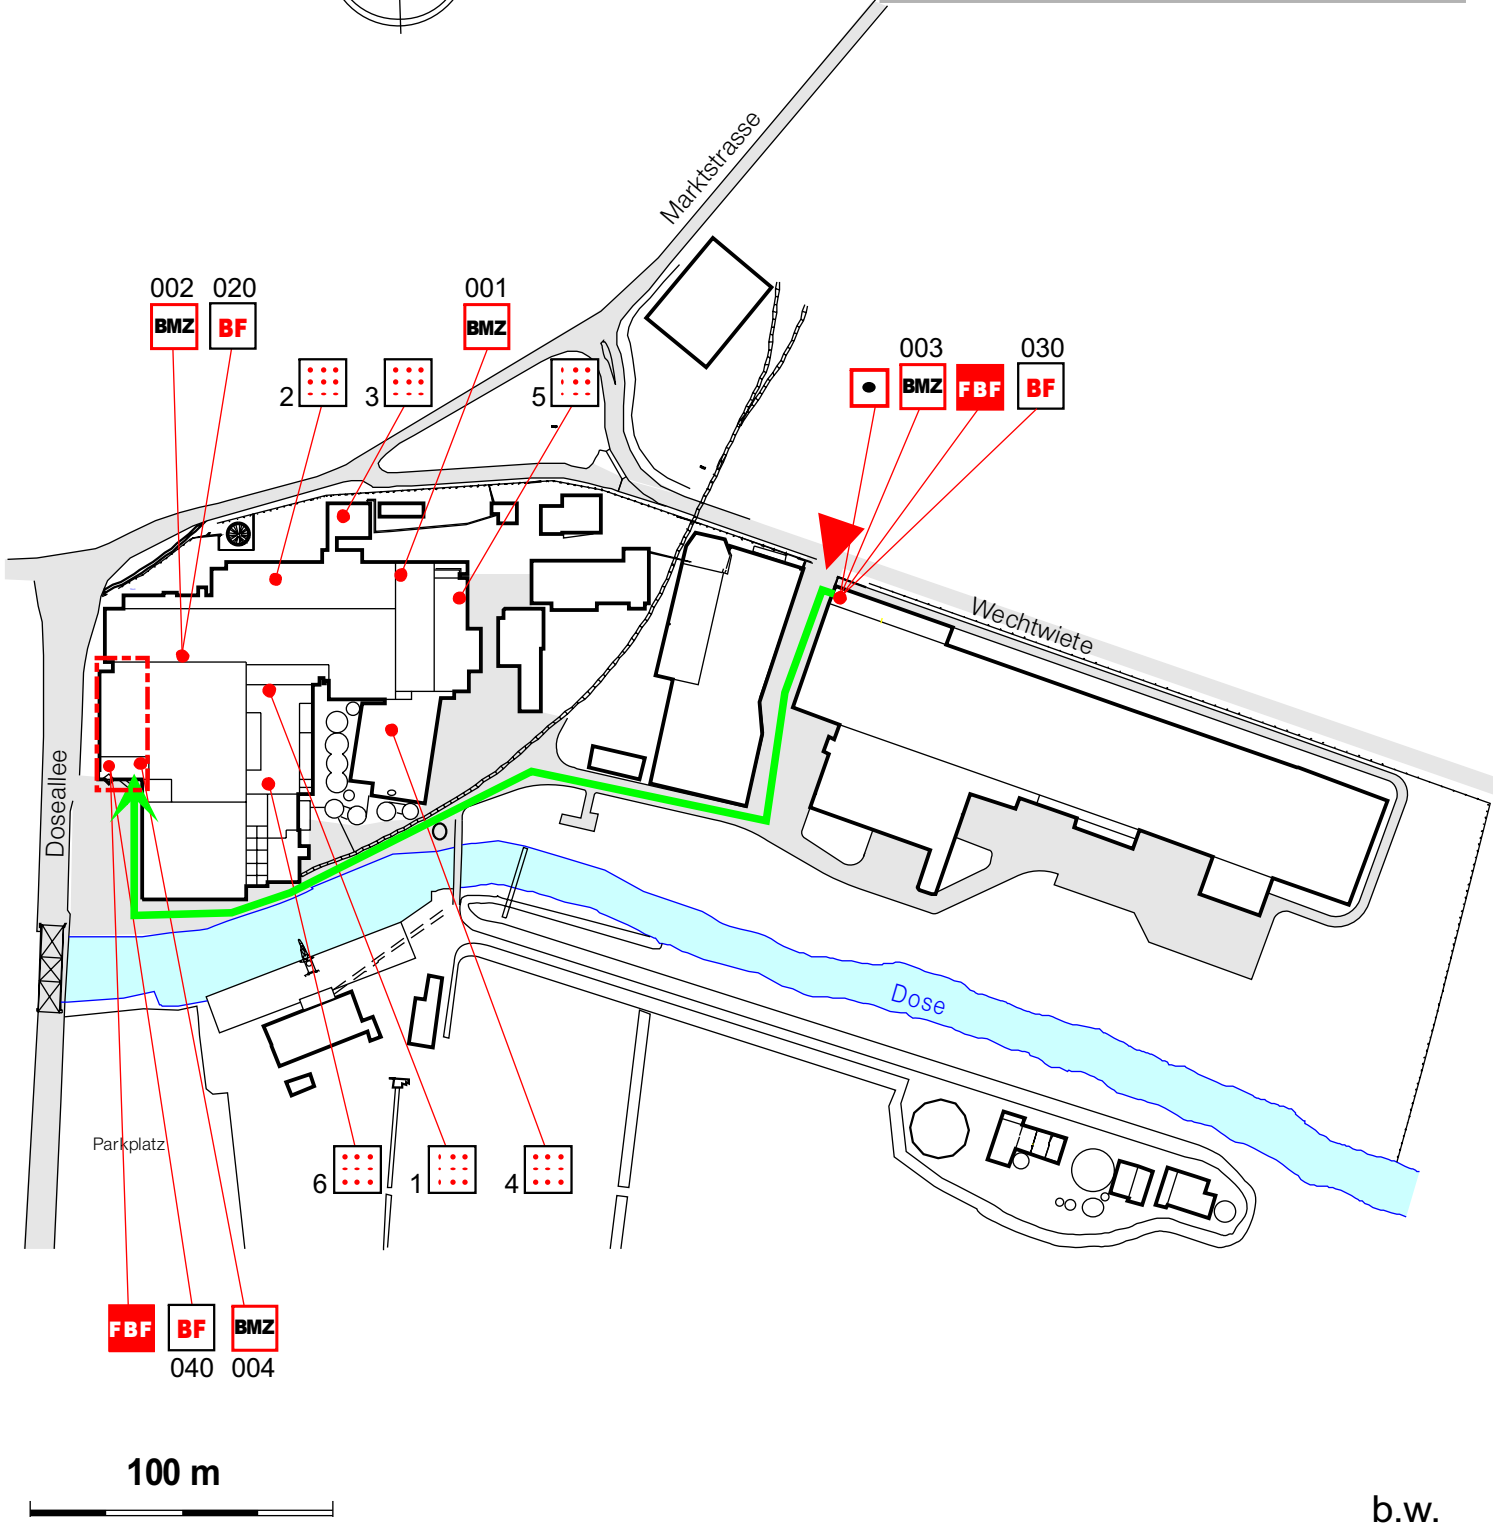 Marktstrasse
002 020
BMZ BF
001
BMZ
2
3
5
003 030
BMZ FBF BF
Wechtwiete
Doseallee
Dose
Parkplatz
6
1
4
FBF BF BMZ
040 004
100 m
b.w.